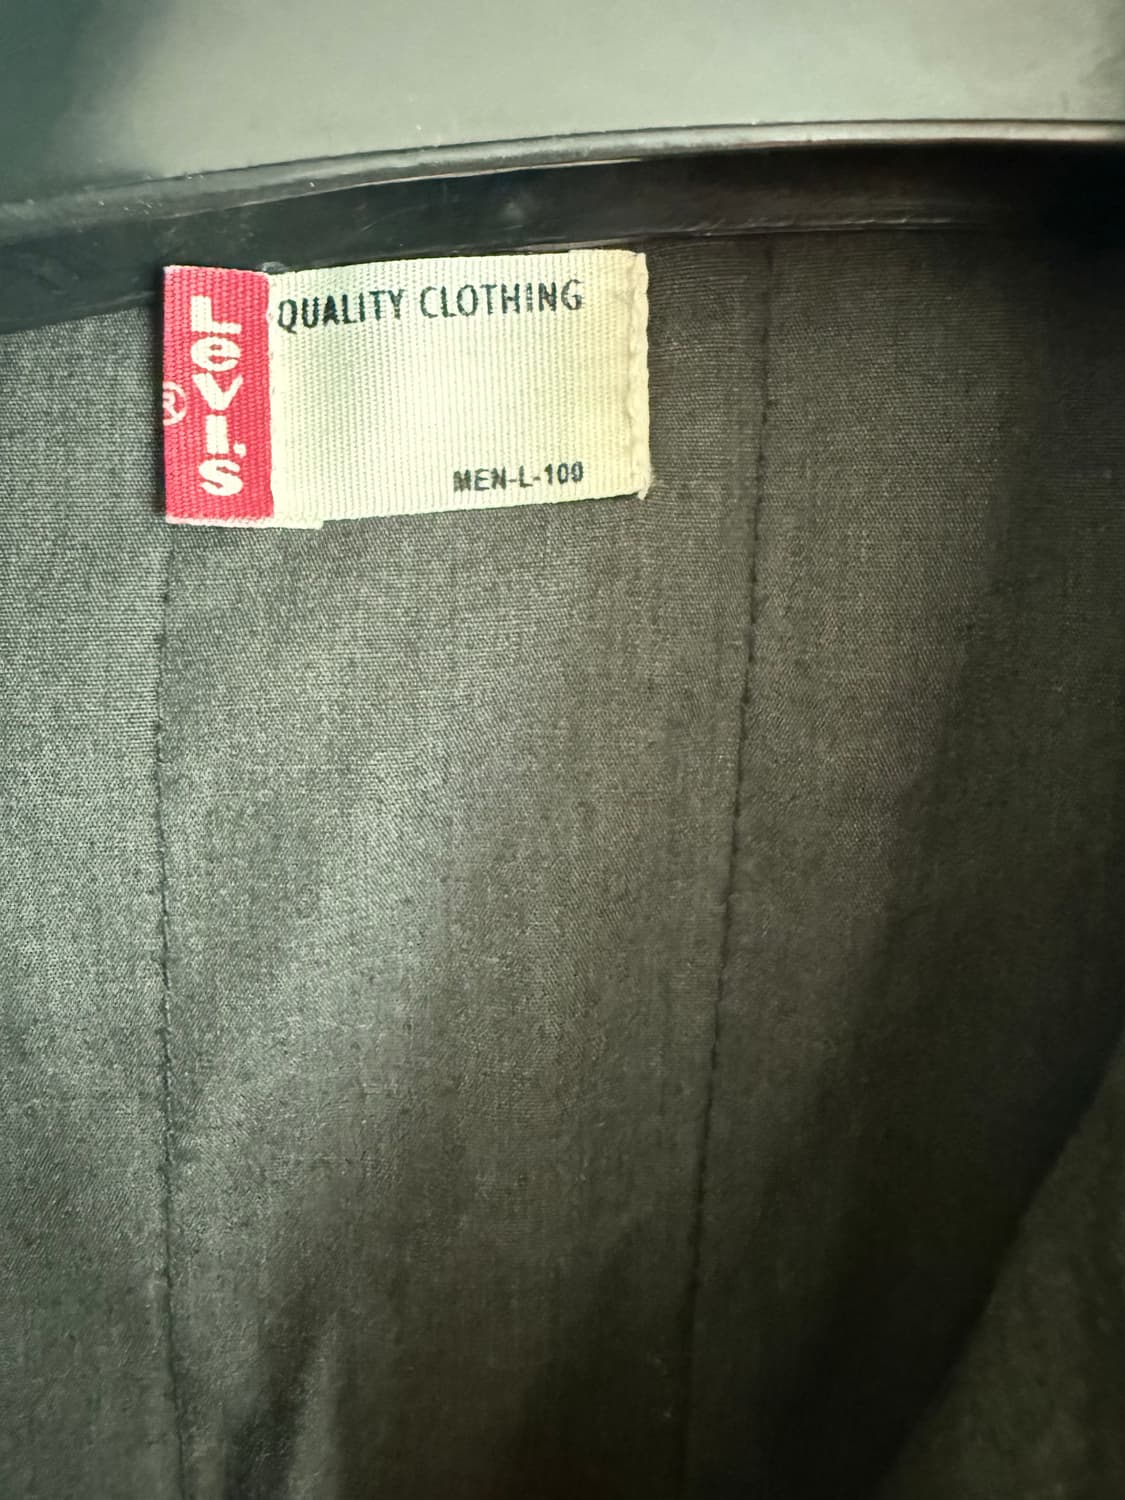 LeVI.S
®
QUALITY CLOTHING
MEN-L-100